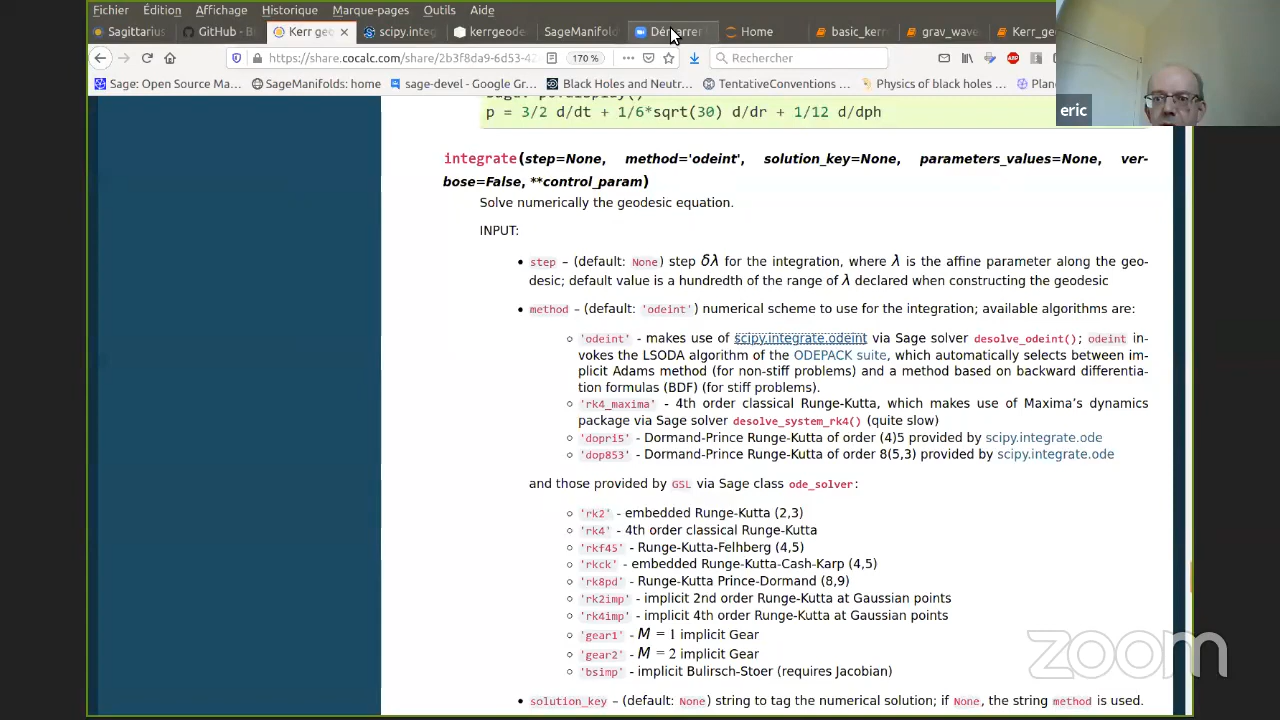 Fichier Édition Affichage Historique Marque-pages Outils Aide
Sagittarius GitHub - B Kerr geo scipy.integ kerrgeode SageManifold Démarrer Home basic_kerr grav_wave Kerr_ge
https://share.cocalc.com/share/2b3f8da9-6d53-42 170 % Rechercher
Sage: Open Source Ma… SageManifolds: home sage-devel - Google Gr… Black Holes and Neutr… TentativeConventions … Physics of black holes … Plan
eric
p = 3/2 d/dt + 1/6*sqrt(30) d/dr + 1/12 d/dph
integrate(step=None, method='odeint', solution_key=None, parameters_values=None, ver-
bose=False, **control_param)
Solve numerically the geodesic equation.
INPUT:
• step – (default: None) step δλ for the integration, where λ is the affine parameter along the geo-
desic; default value is a hundredth of the range of λ declared when constructing the geodesic
• method – (default: 'odeint') numerical scheme to use for the integration; available algorithms are:
◦ 'odeint' - makes use of scipy.integrate.odeint via Sage solver desolve_odeint(); odeint in-
vokes the LSODA algorithm of the ODEPACK suite, which automatically selects between im-
plicit Adams method (for non-stiff problems) and a method based on backward differentia-
tion formulas (BDF) (for stiff problems).
◦ 'rk4_maxima' - 4th order classical Runge-Kutta, which makes use of Maxima's dynamics
package via Sage solver desolve_system_rk4() (quite slow)
◦ 'dopri5' - Dormand-Prince Runge-Kutta of order (4)5 provided by scipy.integrate.ode
◦ 'dop853' - Dormand-Prince Runge-Kutta of order 8(5,3) provided by scipy.integrate.ode
and those provided by GSL via Sage class ode_solver:
◦ 'rk2' - embedded Runge-Kutta (2,3)
◦ 'rk4' - 4th order classical Runge-Kutta
◦ 'rkf45' - Runge-Kutta-Felhberg (4,5)
◦ 'rkck' - embedded Runge-Kutta-Cash-Karp (4,5)
◦ 'rk8pd' - Runge-Kutta Prince-Dormand (8,9)
◦ 'rk2imp' - implicit 2nd order Runge-Kutta at Gaussian points
◦ 'rk4imp' - implicit 4th order Runge-Kutta at Gaussian points
◦ 'gear1' - M = 1 implicit Gear
◦ 'gear2' - M = 2 implicit Gear
◦ 'bsimp' - implicit Bulirsch-Stoer (requires Jacobian)
• solution_key – (default: None) string to tag the numerical solution; if None, the string method is used.
zoom